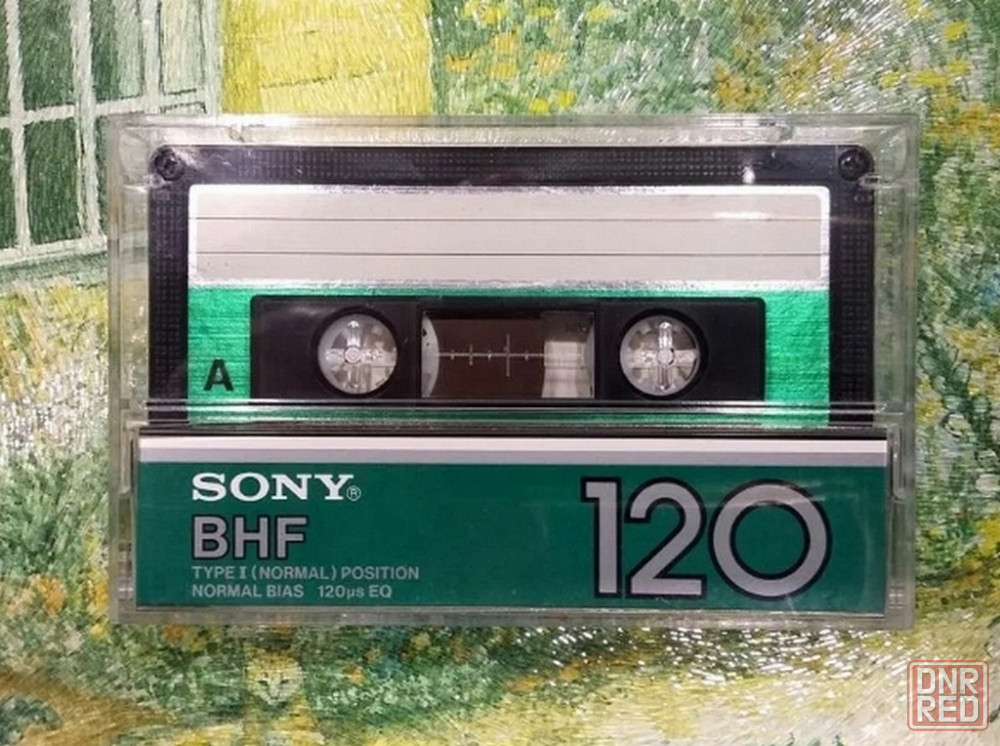 A
SONY®
BHF
120
TYPE I (NORMAL) POSITION
NORMAL BIAS 120µs EQ
DNR
RED